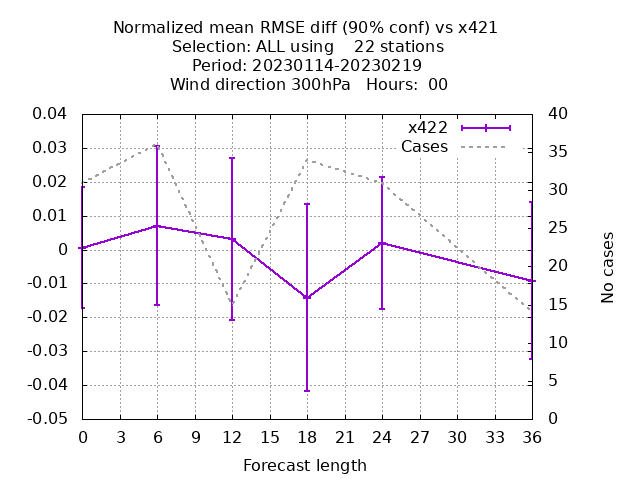 Normalized mean RMSE diff (90% conf) vs x421
Selection: ALL using    22 stations
Period: 20230114-20230219
Wind direction 300hPa   Hours:  00
0.04
0.03
0.02
0.01
0
-0.01
-0.02
-0.03
-0.04
-0.05
x422
Cases
40
35
30
25
20
15
10
5
0
No cases
0 3 6 9 12 15 18 21 24 27 30 33 36
Forecast length